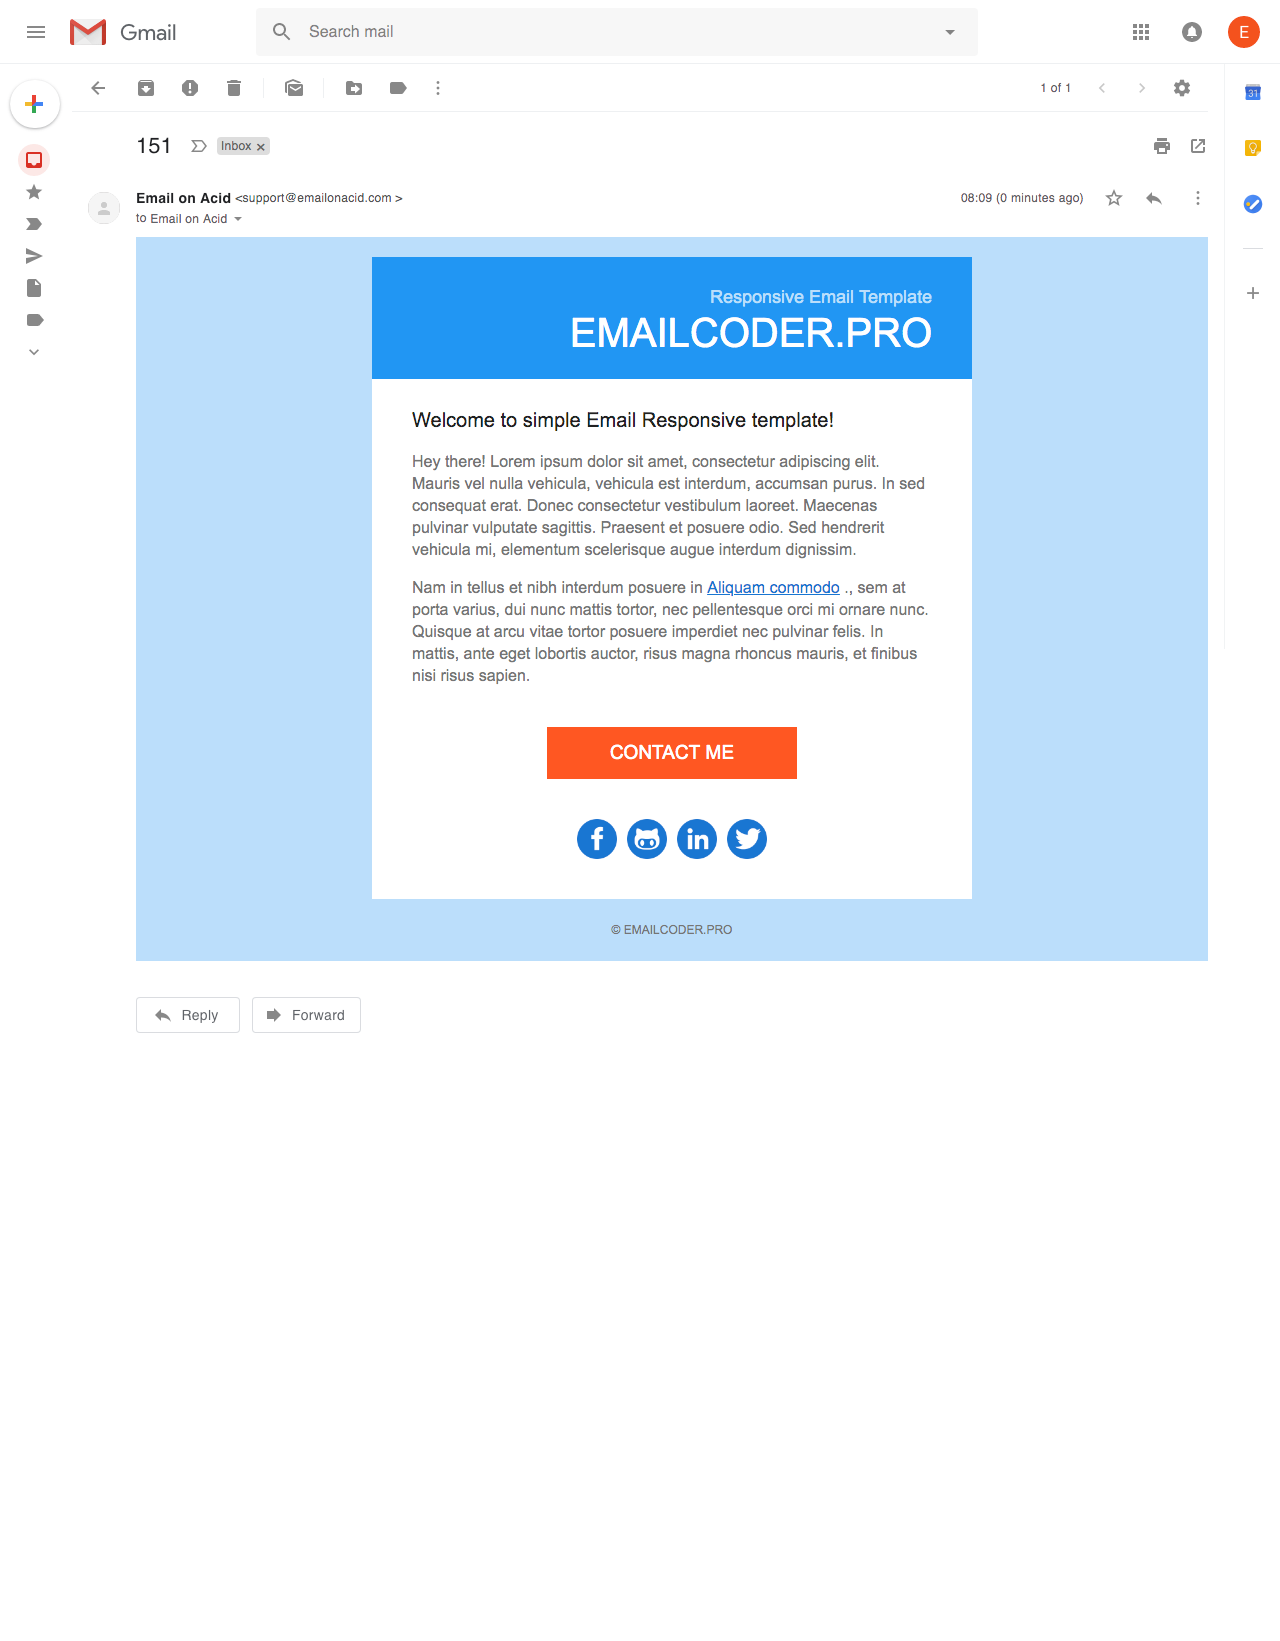 Gmail
Search mail
E
1 of 1
31
151
Inbox ×
Email on Acid <support@emailonacid.com >
08:09 (0 minutes ago)
to Email on Acid
Responsive Email Template
EMAILCODER.PRO
Welcome to simple Email Responsive template!
Hey there! Lorem ipsum dolor sit amet, consectetur adipiscing elit.
Mauris vel nulla vehicula, vehicula est interdum, accumsan purus. In sed
consequat erat. Donec consectetur vestibulum laoreet. Maecenas
pulvinar vulputate sagittis. Praesent et posuere odio. Sed hendrerit
vehicula mi, elementum scelerisque augue interdum dignissim.
Nam in tellus et nibh interdum posuere in Aliquam commodo ., sem at
porta varius, dui nunc mattis tortor, nec pellentesque orci mi ornare nunc.
Quisque at arcu vitae tortor posuere imperdiet nec pulvinar felis. In
mattis, ante eget lobortis auctor, risus magna rhoncus mauris, et finibus
nisi risus sapien.
CONTACT ME
© EMAILCODER.PRO
Reply
Forward